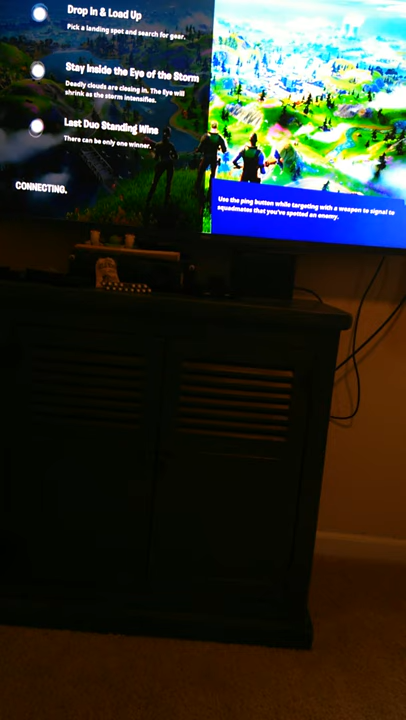 Drop In & Load Up
Pick a landing spot and search for gear.
Stay Inside the Eye of the Storm
Deadly clouds are closing in. The Eye will
shrink as the storm intensifies.
Last Duo Standing Wins
There can be only one winner.
CONNECTING.
Use the ping button while targeting with a weapon to signal to
squadmates that you've spotted an enemy.